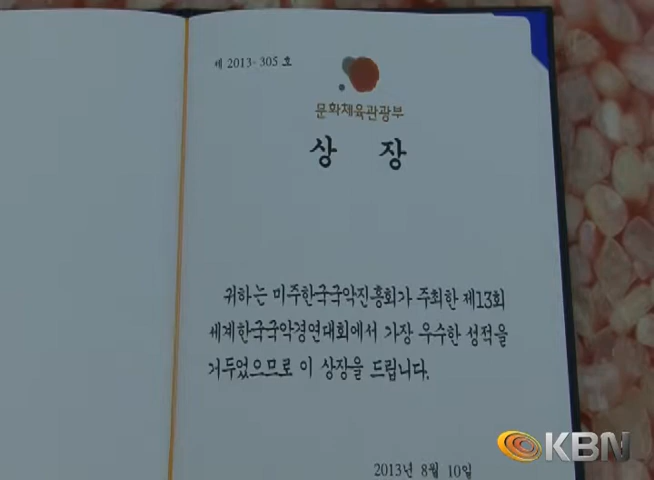 제 2013-305 호
문화체육관광부
상 장
귀하는 미주한국국악진흥회가 주최한 제13회
세계한국국악경연대회에서 가장 우수한 성적을
거두었으므로 이 상장을 드립니다.
2013년 8월 10일
KBN